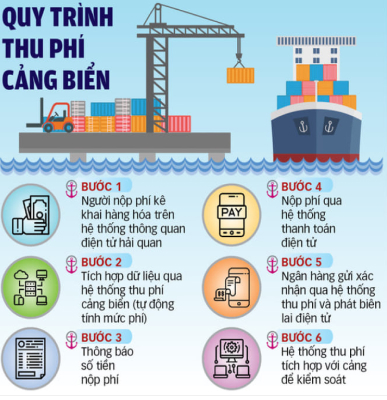 QUY TRÌNH
THU PHÍ
CẢNG BIỂN
BƯỚC 1
Người nộp phí kê
khai hàng hóa trên
hệ thống thông quan
điện tử hải quan
BƯỚC 2
Tích hợp dữ liệu qua
hệ thống thu phí
cảng biển (tự động
tính mức phí)
BƯỚC 3
Thông báo
số tiền
nộp phí
BƯỚC 4
PAY
Nộp phí qua
hệ thống
thanh toán
điện tử
BƯỚC 5
Ngân hàng gửi xác
nhận qua hệ thống
thu phí và phát biên
lai điện tử
BƯỚC 6
Hệ thống thu phí
tích hợp với cảng
để kiểm soát